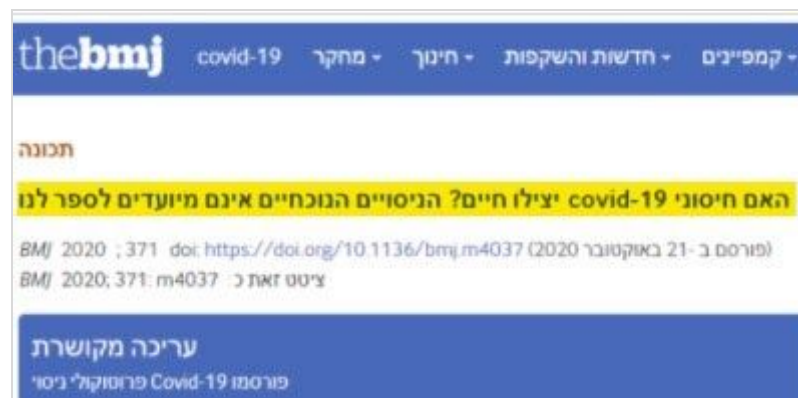 thebmj covid-19 מחקר חינוך חדשות והשקפות קמפיינים
תכונה
האם חיסוני covid-19 יצילו חיים? הניסויים הנוכחיים אינם מיועדים לספר לנו
BMJ 2020 ; 371 doi: https://doi.org/10.1136/bmj.m4037 (פורסם ב -21 באוקטובר 2020)
BMJ 2020; 371: m4037 ציטט זאת כ
עריכה מקושרת
פורסמו Covid-19 פרוטוקולי ניסוי